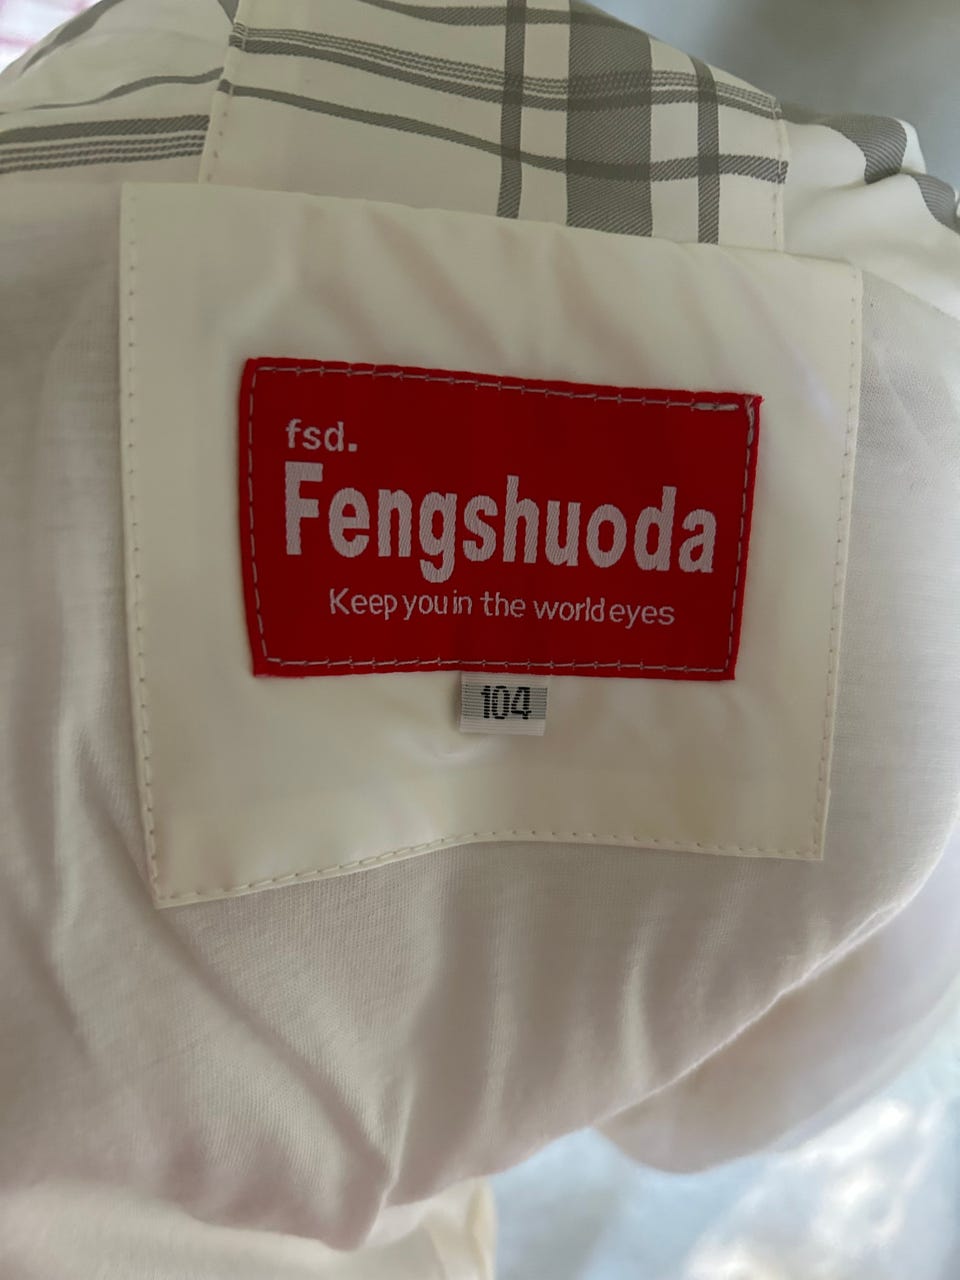 fsd.
Fengshuoda
Keep you in the world eyes
104